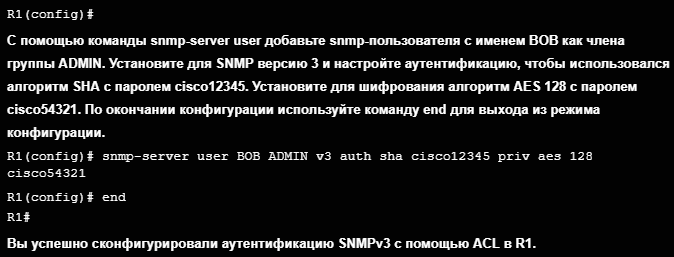 R1(config)#
С помощью команды snmp-server user добавьте snmp-пользователя с именем BOB как члена
группы ADMIN. Установите для SNMP версию 3 и настройте аутентификацию, чтобы использовался
алгоритм SHA с паролем cisco12345. Установите для шифрования алгоритм AES 128 с паролем
cisco54321. По окончании конфигурации используйте команду end для выхода из режима
конфигурации.
R1(config)# snmp-server user BOB ADMIN v3 auth sha cisco12345 priv aes 128
cisco54321
R1(config)# end
R1#
Вы успешно сконфигурировали аутентификацию SNMPv3 с помощью ACL в R1.